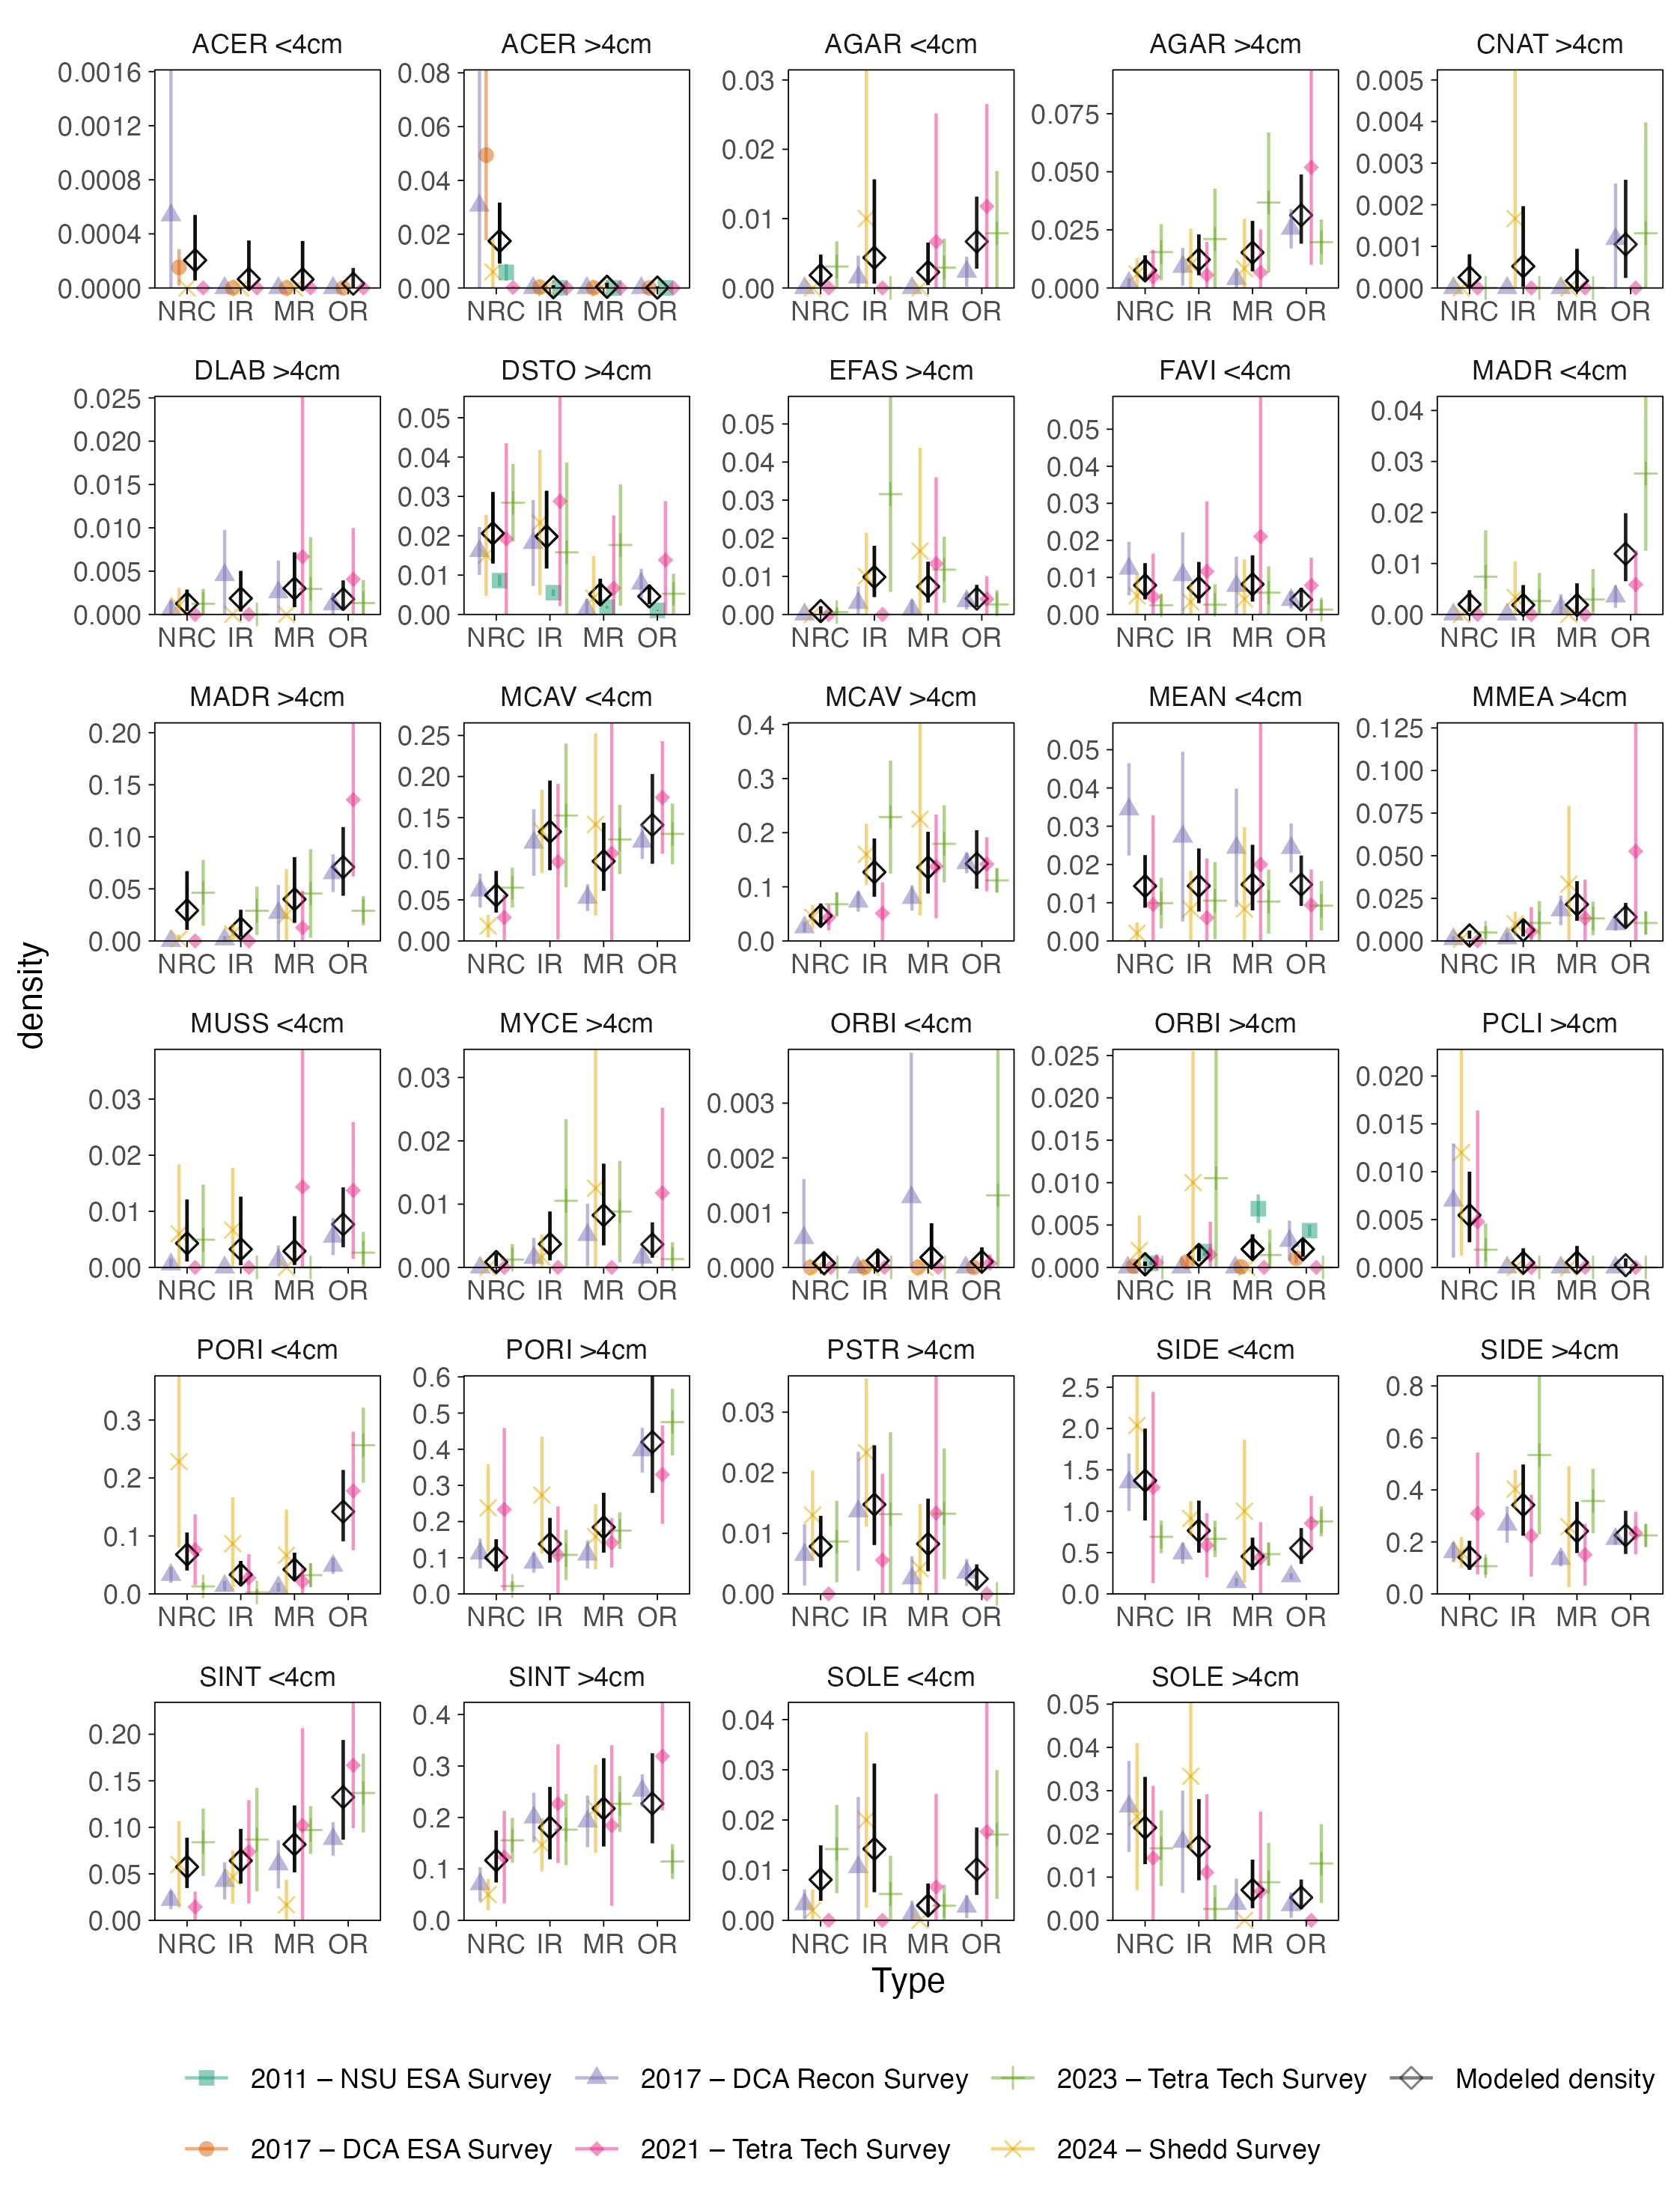 ACER <4cm
ACER >4cm
AGAR <4cm
AGAR >4cm
CNAT >4cm
0.0016
0.0012
0.0008
0.0004
0.0000
0.08
0.06
0.04
0.02
0.00
0.03
0.02
0.01
0.00
0.075
0.050
0.025
0.000
0.005
0.004
0.003
0.002
0.001
0.000
NRC IR MR OR
NRC IR MR OR
NRC IR MR OR
NRC IR MR OR
NRC IR MR OR
DLAB >4cm
DSTO >4cm
EFAS >4cm
FAVI <4cm
MADR <4cm
0.025
0.020
0.015
0.010
0.005
0.000
0.05
0.04
0.03
0.02
0.01
0.00
0.05
0.04
0.03
0.02
0.01
0.00
0.05
0.04
0.03
0.02
0.01
0.00
0.04
0.03
0.02
0.01
0.00
NRC IR MR OR
NRC IR MR OR
NRC IR MR OR
NRC IR MR OR
NRC IR MR OR
MADR >4cm
MCAV <4cm
MCAV >4cm
MEAN <4cm
MMEA >4cm
0.20
0.15
0.10
0.05
0.00
0.25
0.20
0.15
0.10
0.05
0.00
0.4
0.3
0.2
0.1
0.0
0.05
0.04
0.03
0.02
0.01
0.00
0.125
0.100
0.075
0.050
0.025
0.000
NRC IR MR OR
NRC IR MR OR
NRC IR MR OR
NRC IR MR OR
NRC IR MR OR
density
MUSS <4cm
MYCE >4cm
ORBI <4cm
ORBI >4cm
PCLI >4cm
0.03
0.02
0.01
0.00
0.03
0.02
0.01
0.00
0.003
0.002
0.001
0.000
0.025
0.020
0.015
0.010
0.005
0.000
0.020
0.015
0.010
0.005
0.000
NRC IR MR OR
NRC IR MR OR
NRC IR MR OR
NRC IR MR OR
NRC IR MR OR
PORI <4cm
PORI >4cm
PSTR >4cm
SIDE <4cm
SIDE >4cm
0.3
0.2
0.1
0.0
0.6
0.5
0.4
0.3
0.2
0.1
0.0
0.03
0.02
0.01
0.00
2.5
2.0
1.5
1.0
0.5
0.0
0.8
0.6
0.4
0.2
0.0
NRC IR MR OR
NRC IR MR OR
NRC IR MR OR
NRC IR MR OR
NRC IR MR OR
SINT <4cm
SINT >4cm
SOLE <4cm
SOLE >4cm
0.20
0.15
0.10
0.05
0.00
0.4
0.3
0.2
0.1
0.0
0.04
0.03
0.02
0.01
0.00
0.05
0.04
0.03
0.02
0.01
0.00
NRC IR MR OR
NRC IR MR OR
NRC IR MR OR
NRC IR MR OR
Type
2011 – NSU ESA Survey
2017 – DCA Recon Survey
2023 – Tetra Tech Survey
Modeled density
2017 – DCA ESA Survey
2021 – Tetra Tech Survey
2024 – Shedd Survey